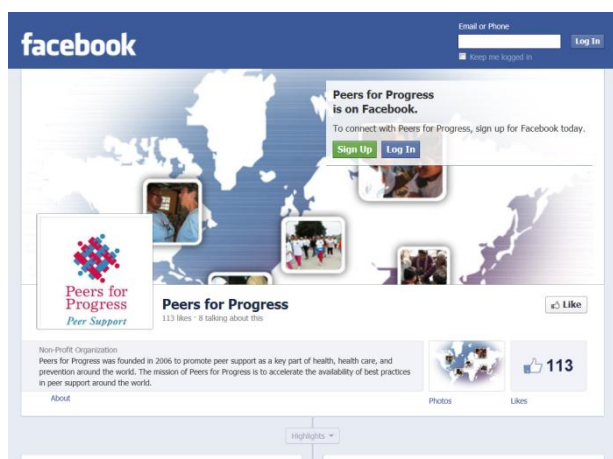 Email or Phone
facebook
Log In
Keep me logged in
Peers for Progress
is on Facebook.
To connect with Peers for Progress, sign up for Facebook today.
Sign Up
Log In
Peers for
Progress
Peer Support
Peers for Progress
113 likes · 8 talking about this
Like
Non-Profit Organization
Peers for Progress was founded in 2006 to promote peer support as a key part of health, health care, and
prevention around the world. The mission of Peers for Progress is to accelerate the availability of best practices
in peer support around the world.
113
About
Photos
Likes
Highlights